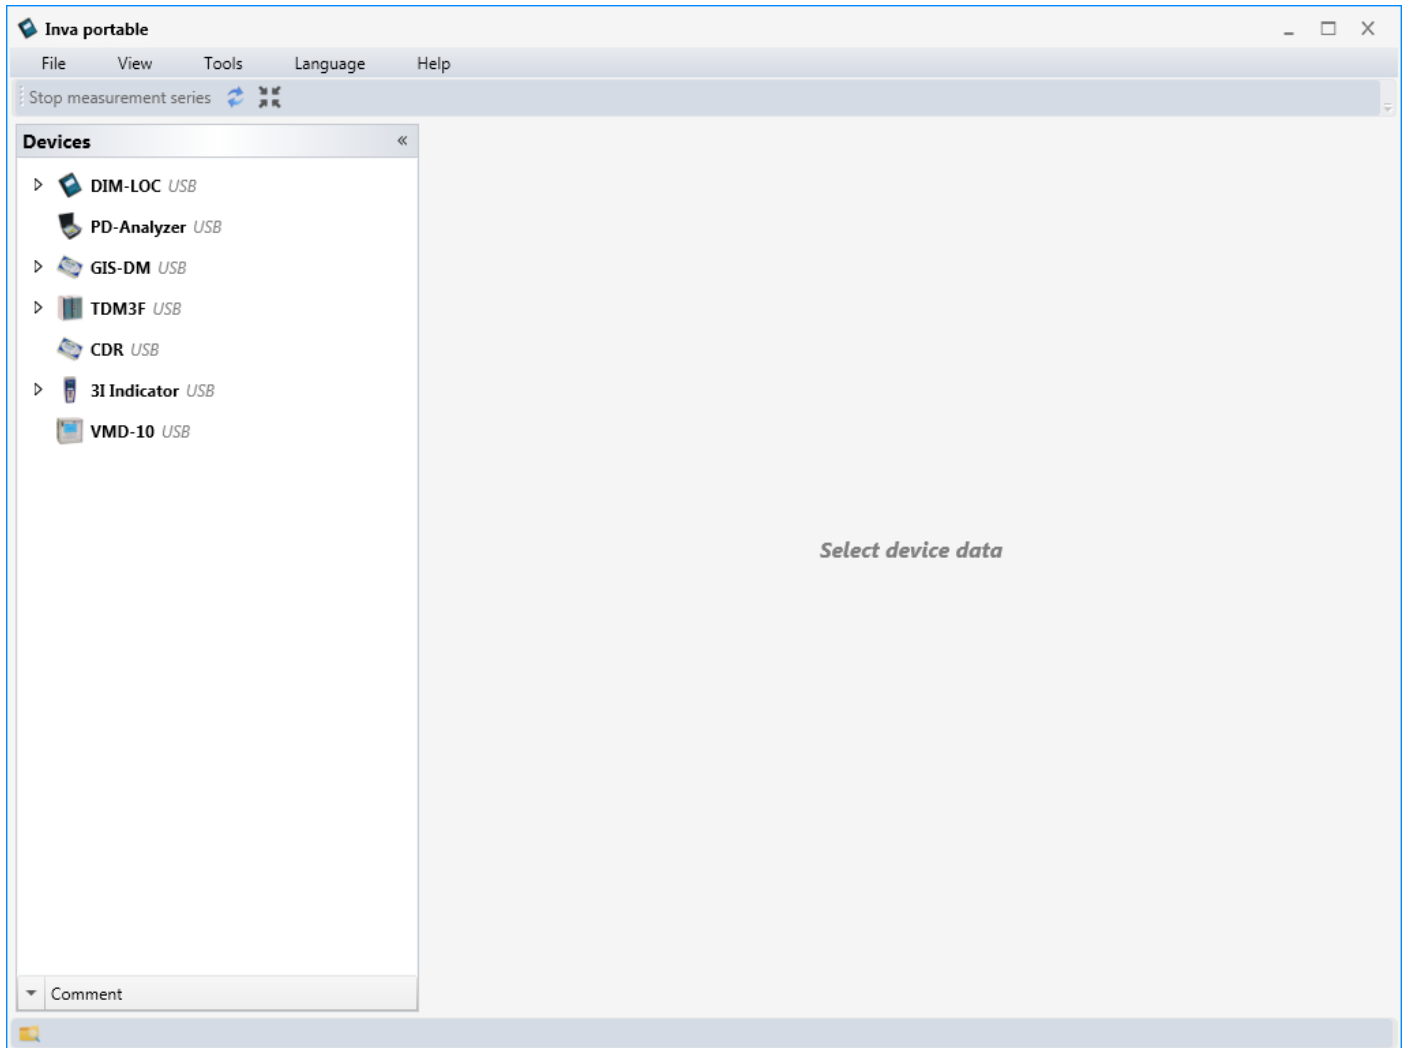 Inva portable
File View Tools Language Help
Stop measurement series
Devices
DIM-LOC USB
PD-Analyzer USB
GIS-DM USB
TDM3F USB
CDR USB
3I Indicator USB
VMD-10 USB
Select device data
Comment